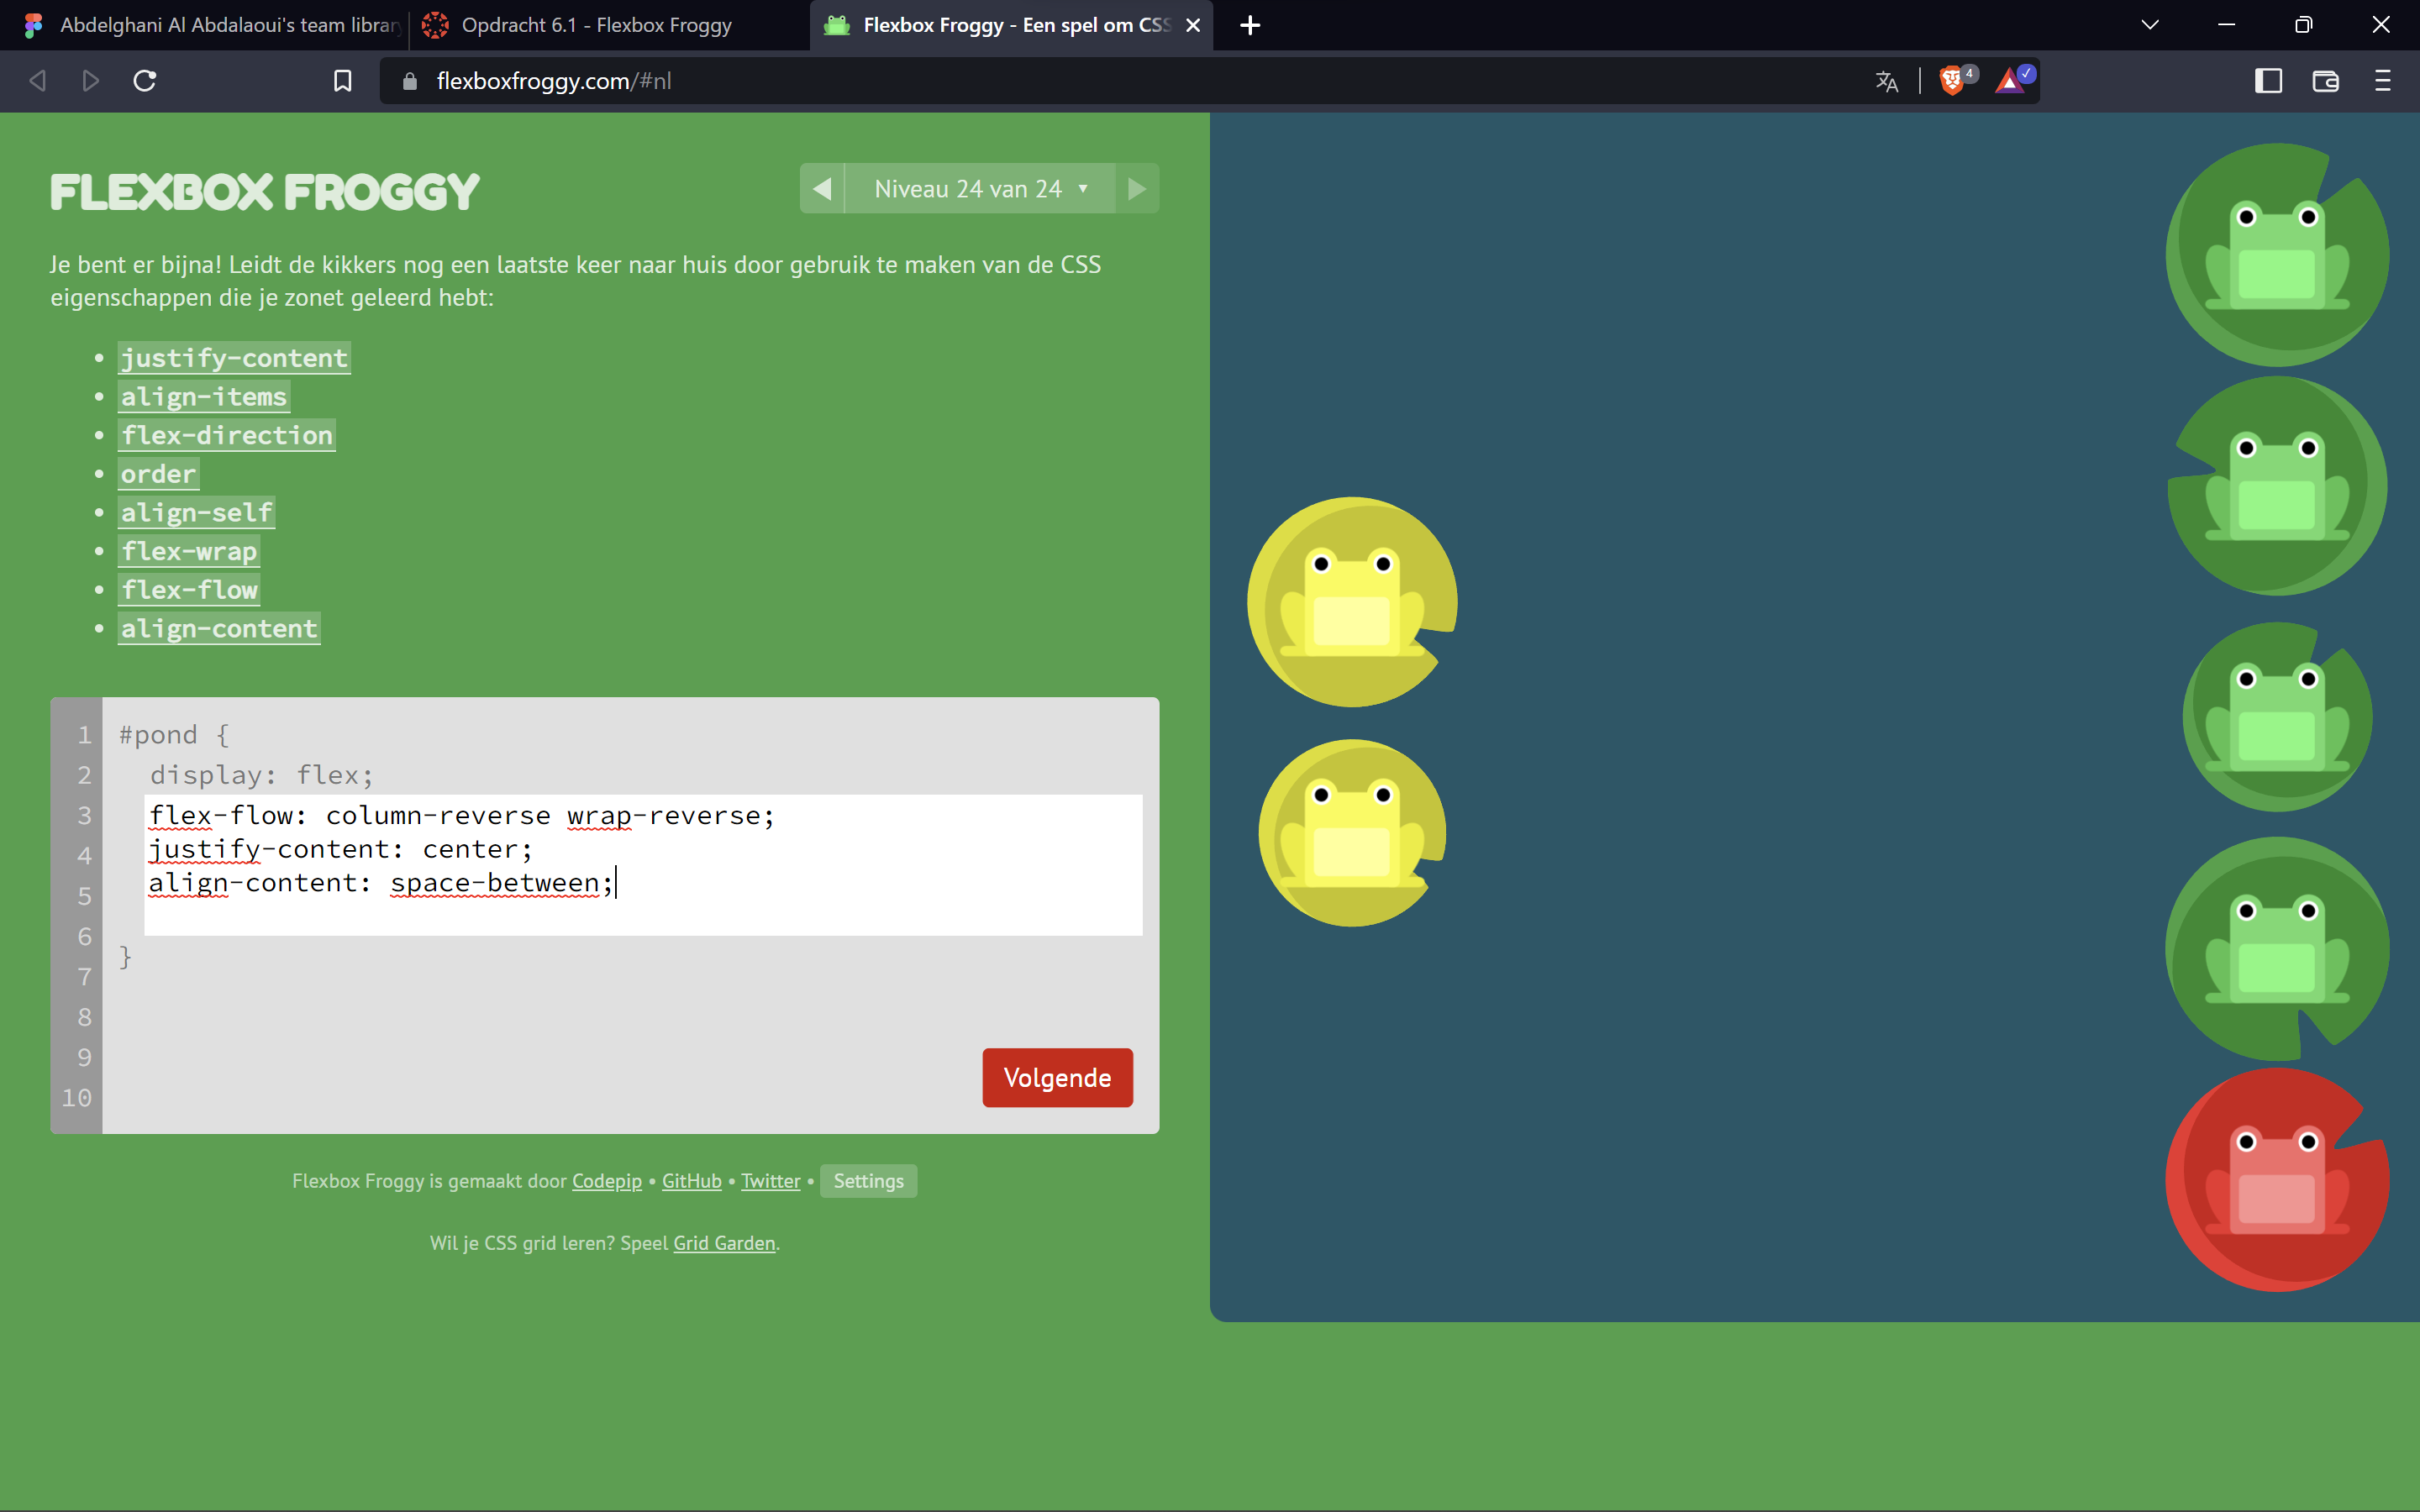 Abdelghani Al Abdalaoui's team library
Opdracht 6.1 - Flexbox Froggy
Flexbox Froggy - Een spel om CSS
flexboxfroggy.com/#nl
4
FLEXBOX FROGGY
Niveau 24 van 24
Je bent er bijna! Leidt de kikkers nog een laatste keer naar huis door gebruik te maken van de CSS
eigenschappen die je zonet geleerd hebt:
justify-content
align-items
flex-direction
order
align-self
flex-wrap
flex-flow
align-content
1
2
3
4
5
6
7
8
9
10
#pond {
display: flex;
flex-flow: column-reverse wrap-reverse;
justify-content: center;
align-content: space-between;
}
Volgende
Flexbox Froggy is gemaakt door Codepip • GitHub • Twitter • Settings
Wil je CSS grid leren? Speel Grid Garden.